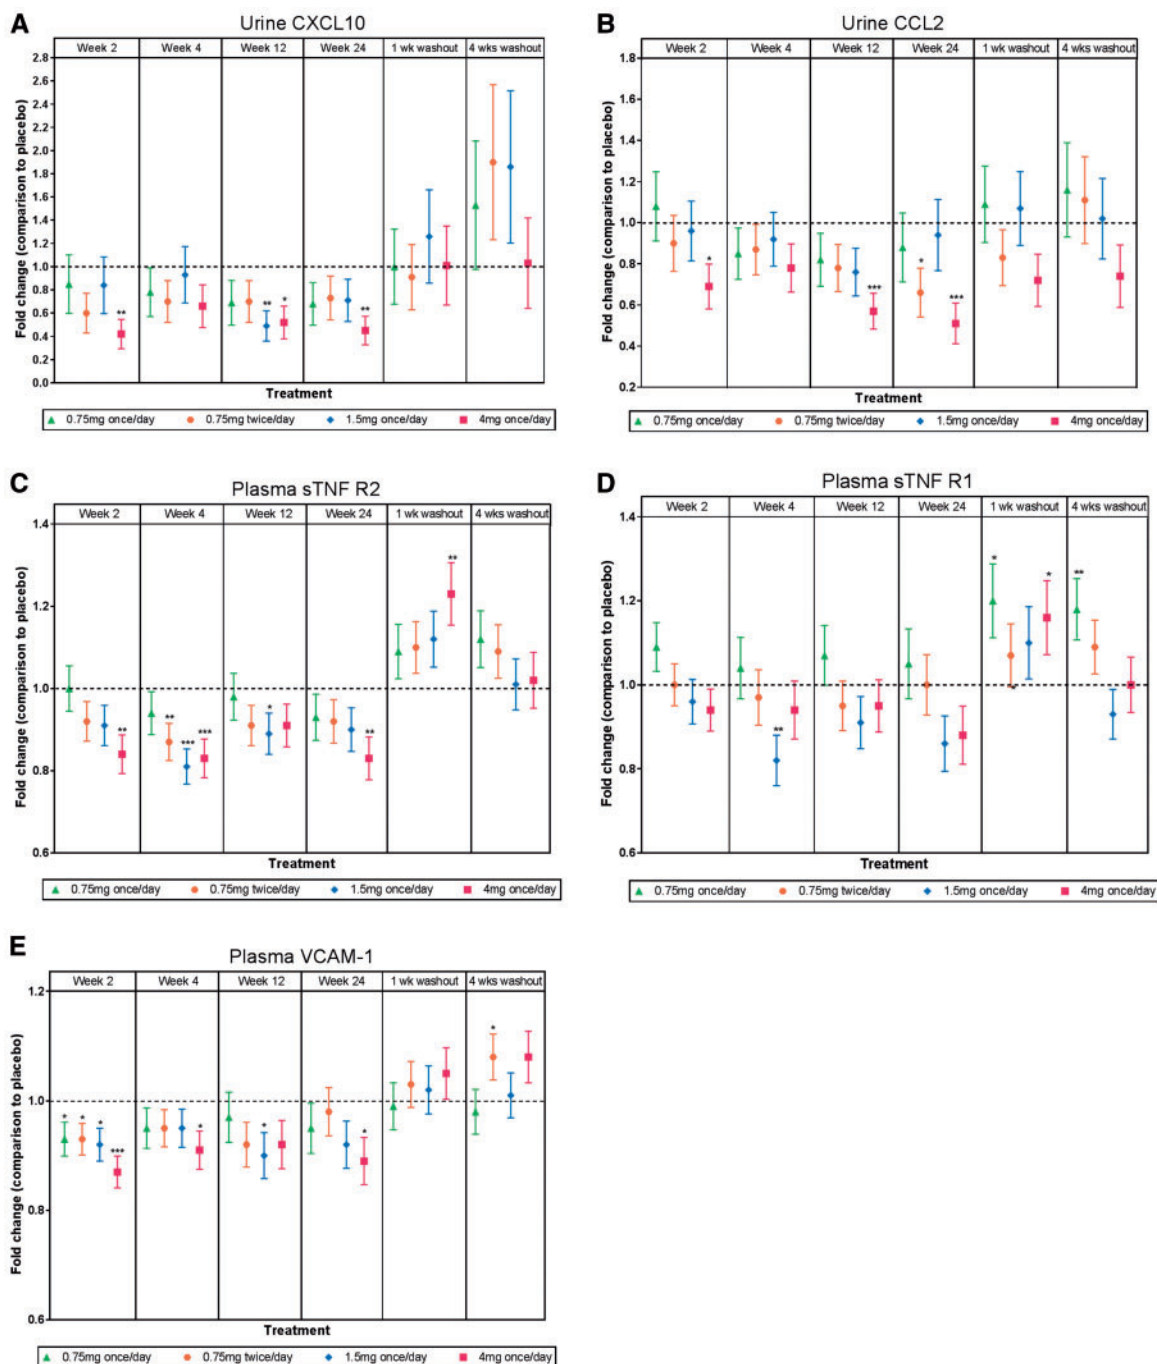 A
Urine CXCL10
Week 2 Week 4 Week 12 Week 24 1 wk washout 4 wks washout
Fold change (comparison to placebo)
2.8
2.6
2.4
2.2
2.0
1.8
1.6
1.4
1.2
1.0
0.8
0.6
0.4
0.2
0.0
** ** * **
Treatment
0.75mg once/day 0.75mg twice/day 1.5mg once/day 4mg once/day
B
Urine CCL2
Week 2 Week 4 Week 12 Week 24 1 wk washout 4 wks washout
Fold change (comparison to placebo)
1.8
1.6
1.4
1.2
1.0
0.8
0.6
0.4
0.2
* *** * ***
Treatment
0.75mg once/day 0.75mg twice/day 1.5mg once/day 4mg once/day
C
Plasma sTNF R2
Week 2 Week 4 Week 12 Week 24 1 wk washout 4 wks washout
Fold change (comparison to placebo)
1.4
1.2
1.0
0.8
0.6
** ** *** *** * ** **
Treatment
0.75mg once/day 0.75mg twice/day 1.5mg once/day 4mg once/day
D
Plasma sTNF R1
Week 2 Week 4 Week 12 Week 24 1 wk washout 4 wks washout
Fold change (comparison to placebo)
1.4
1.2
1.0
0.8
0.6
** * * * **
Treatment
0.75mg once/day 0.75mg twice/day 1.5mg once/day 4mg once/day
E
Plasma VCAM-1
Week 2 Week 4 Week 12 Week 24 1 wk washout 4 wks washout
Fold change (comparison to placebo)
1.2
1.0
0.8
0.6
* * * *** * * * *
Treatment
0.75mg once/day 0.75mg twice/day 1.5mg once/day 4mg once/day